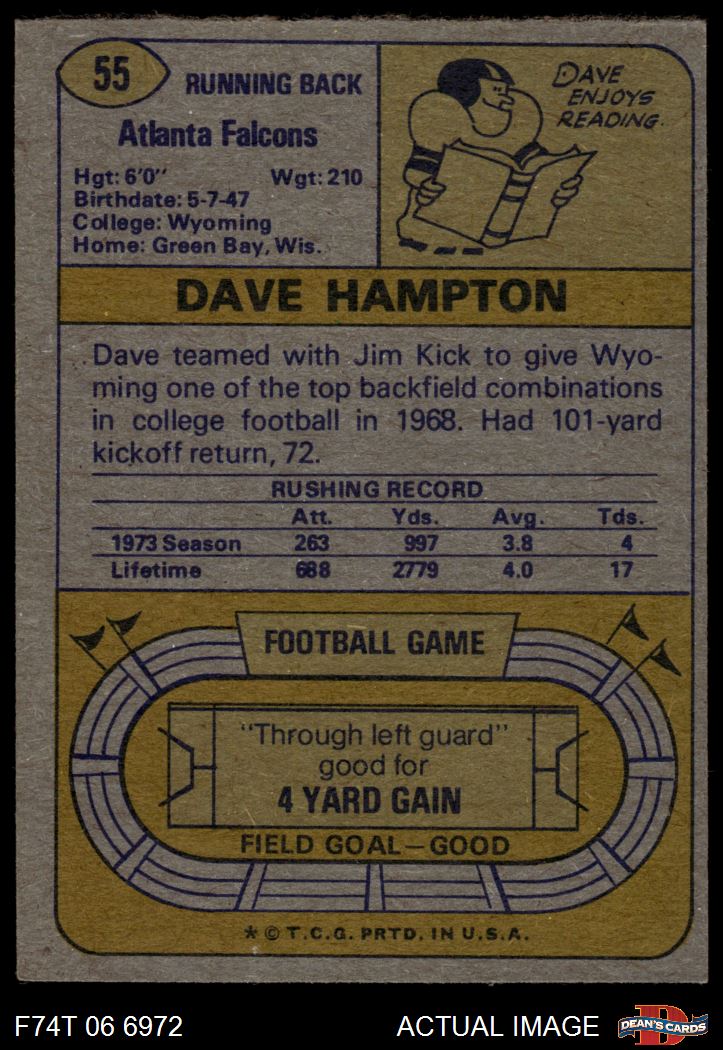 55
RUNNING BACK
Atlanta Falcons
Hgt: 6'0" Wgt: 210
Birthdate: 5-7-47
College: Wyoming
Home: Green Bay, Wis.
DAVE
ENJOYS
READING.
DAVE HAMPTON
Dave teamed with Jim Kick to give Wyo-
ming one of the top backfield combinations
in college football in 1968. Had 101-yard
kickoff return, 72.
RUSHING RECORD
Att. Yds. Avg. Tds.
1973 Season 263 997 3.8 4
Lifetime 688 2779 4.0 17
FOOTBALL GAME
"Through left guard"
good for
4 YARD GAIN
FIELD GOAL—GOOD
* © T.C.G. PRTD. IN U.S.A.
F74T 06 6972 ACTUAL IMAGE
D
DEAN'S CARDS